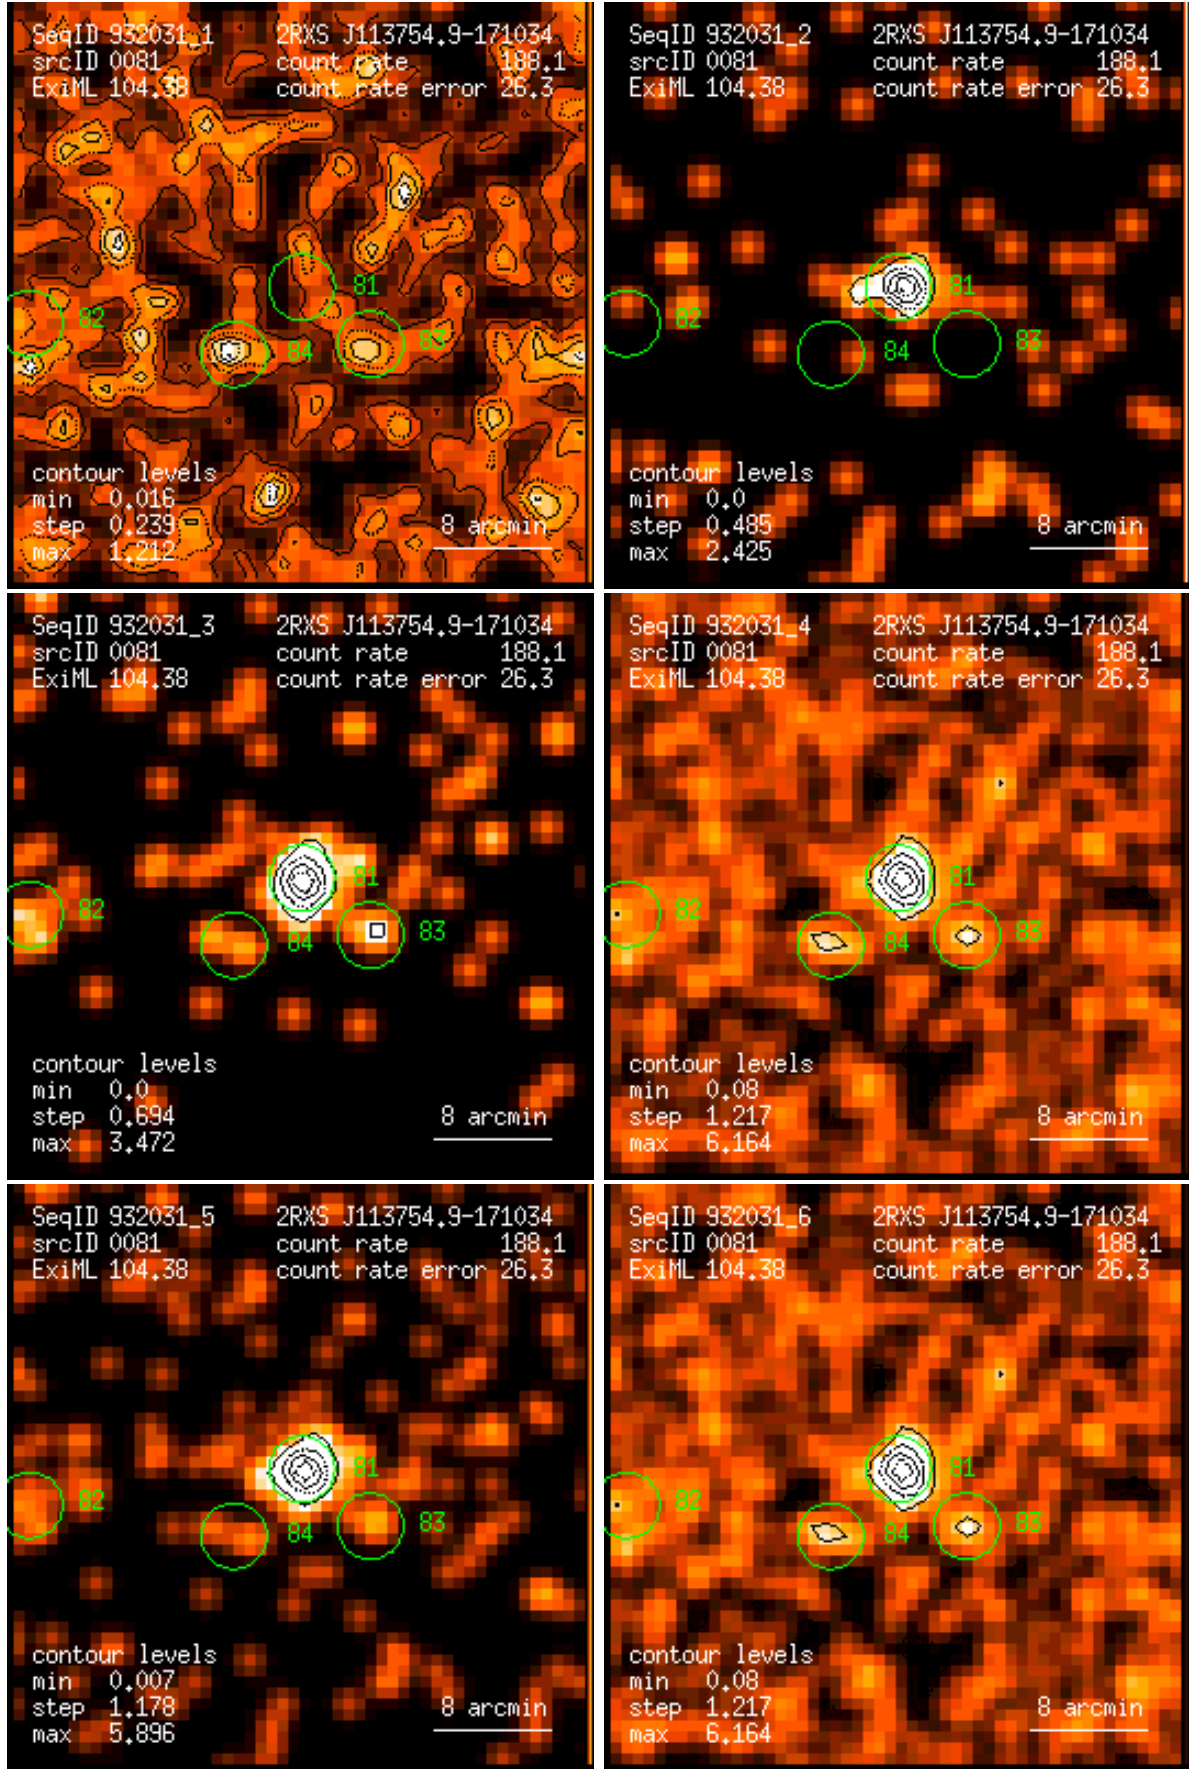 SeqID 932031_1 2RXS J113754.9-171034
srcID 0081 count rate 188.1
ExiML 104.38 count rate error 26.3
81
82
83
84
contour levels
min 0.016
step 0.239
max 1.212
8 arcmin
SeqID 932031_2 2RXS J113754.9-171034
srcID 0081 count rate 188.1
ExiML 104.38 count rate error 26.3
81
82
83
84
contour levels
min 0.0
step 0.485
max 2.425
8 arcmin
SeqID 932031_3 2RXS J113754.9-171034
srcID 0081 count rate 188.1
ExiML 104.38 count rate error 26.3
81
82
83
84
contour levels
min 0.0
step 0.694
max 3.472
8 arcmin
SeqID 932031_4 2RXS J113754.9-171034
srcID 0081 count rate 188.1
ExiML 104.38 count rate error 26.3
81
82
83
84
contour levels
min 0.08
step 1.217
max 6.164
8 arcmin
SeqID 932031_5 2RXS J113754.9-171034
srcID 0081 count rate 188.1
ExiML 104.38 count rate error 26.3
81
82
83
84
contour levels
min 0.007
step 1.178
max 5.896
8 arcmin
SeqID 932031_6 2RXS J113754.9-171034
srcID 0081 count rate 188.1
ExiML 104.38 count rate error 26.3
81
82
83
84
contour levels
min 0.08
step 1.217
max 6.164
8 arcmin